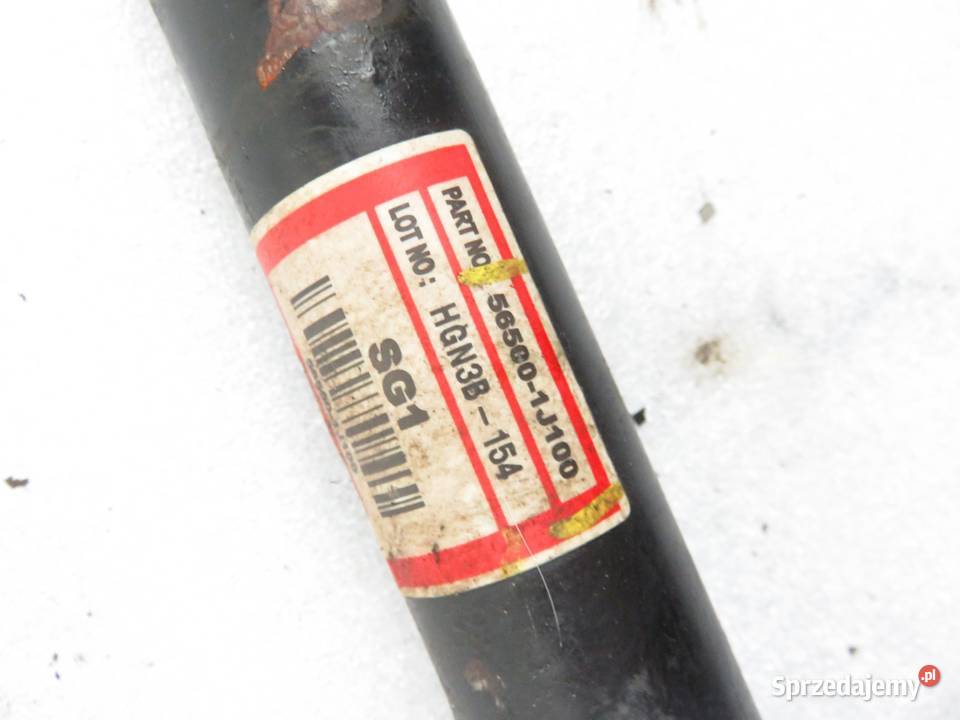 PART NO: 56500-1J100
LOT NO: HGN3B-154
SG1
Sprzedajemy.pl